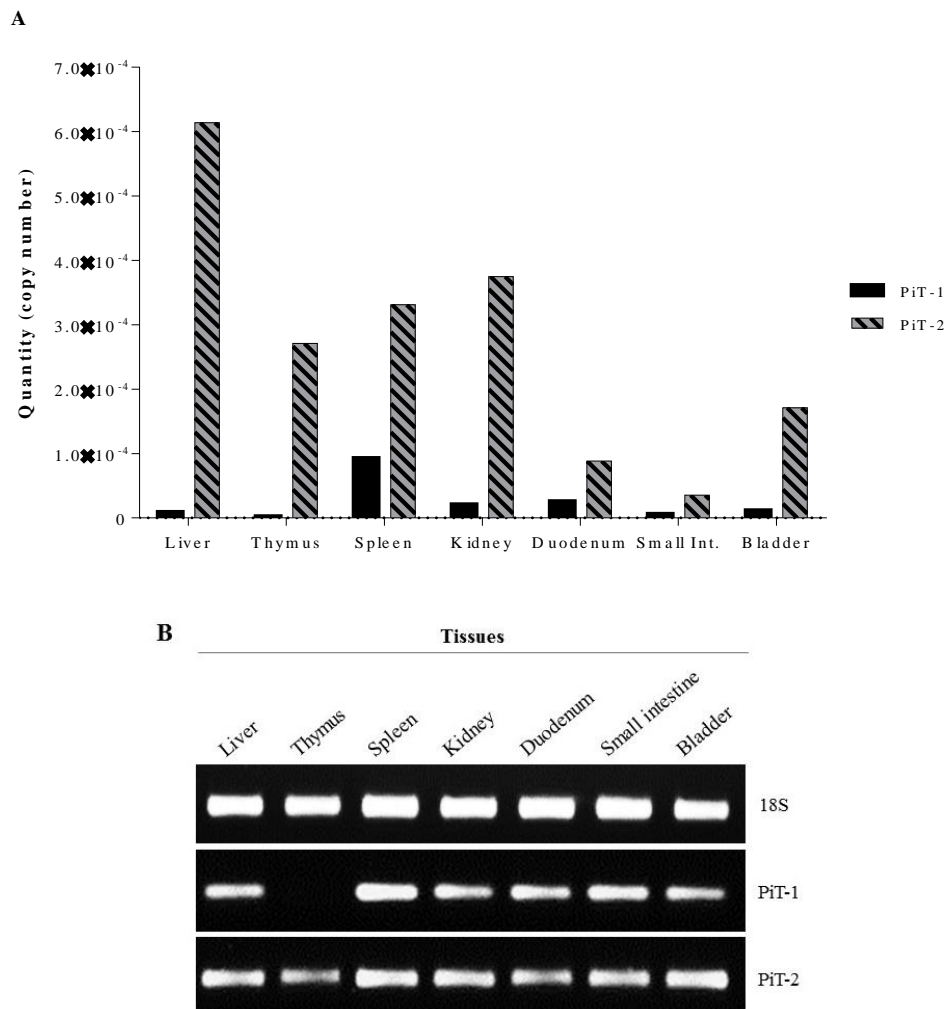 A
7.0✖10-4
6.0✖10-4
5.0✖10-4
4.0✖10-4
3.0✖10-4
2.0✖10-4
1.0✖10-4
0
Quantity (copy number)
Liver Thymus Spleen Kidney Duodenum Small Int. Bladder
PiT-1
PiT-2
B
Tissues
Liver Thymus Spleen Kidney Duodenum Small intestine Bladder
18S
PiT-1
PiT-2